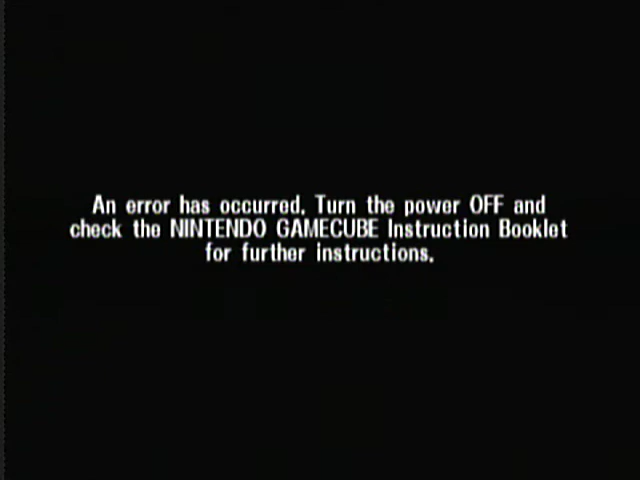 An error has occurred. Turn the power OFF and
check the NINTENDO GAMECUBE Instruction Booklet
for further instructions.